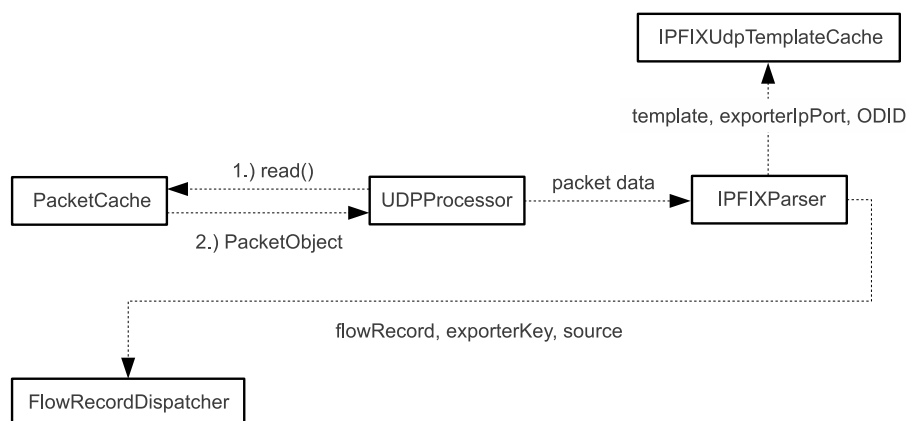 IPFIXUdpTemplateCache
template, exporterIpPort, ODID
1.) read()
packet data
PacketCache
UDPProcessor
IPFIXParser
2.) PacketObject
flowRecord, exporterKey, source
FlowRecordDispatcher